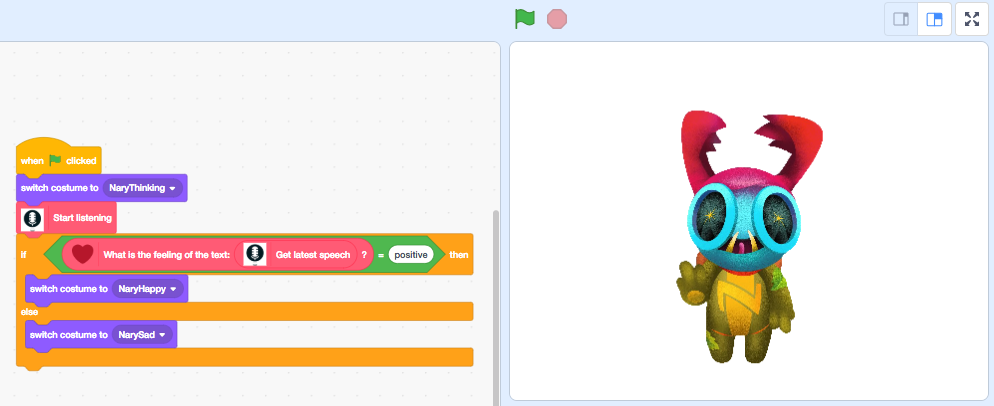 when clicked
switch costume to NaryThinking
Start listening
if What is the feeling of the text: Get latest speech ? = positive then
switch costume to NaryHappy
else
switch costume to NarySad